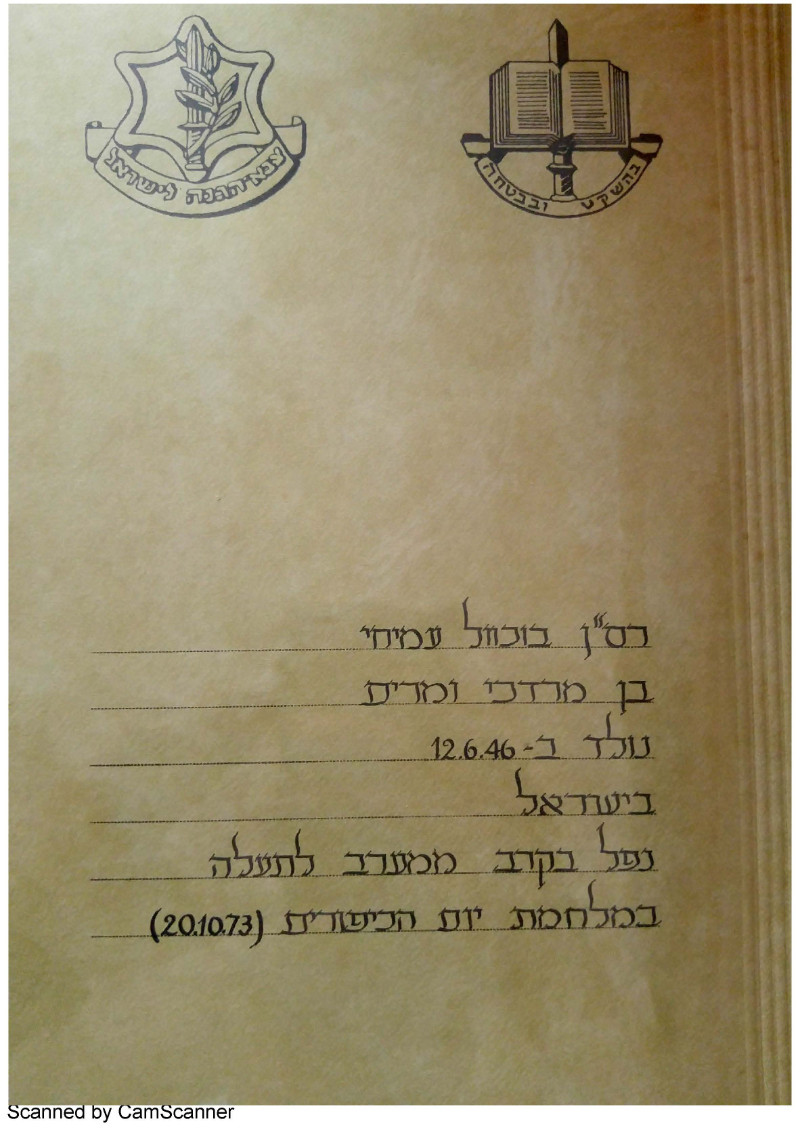 צבא הגנה לישראל
בהשקט ובבטחה
רס"ן בוכוול עמיחי
בן מרדכי ומרים
נולד ב- 12.6.46
בישראל
נפל בקרב ממערב לתעלה
במלחמת יום הכיפורים (20.10.73)
Scanned by CamScanner